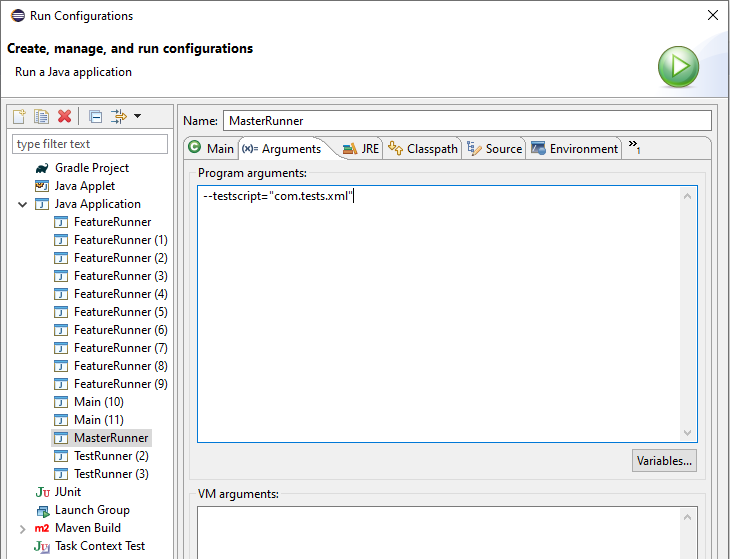 Run Configurations
Create, manage, and run configurations
Run a Java application
Name: MasterRunner
type filter text
Main (x)= Arguments JRE Classpath Source Environment »1
Gradle Project
Java Applet
Java Application
FeatureRunner
FeatureRunner (1)
FeatureRunner (2)
FeatureRunner (3)
FeatureRunner (4)
FeatureRunner (5)
FeatureRunner (6)
FeatureRunner (7)
FeatureRunner (8)
FeatureRunner (9)
Main (10)
Main (11)
MasterRunner
TestRunner (2)
TestRunner (3)
JU JUnit
Launch Group
m2 Maven Build
JU Task Context Test
Program arguments:
--testscript="com.tests.xml"
Variables...
VM arguments: